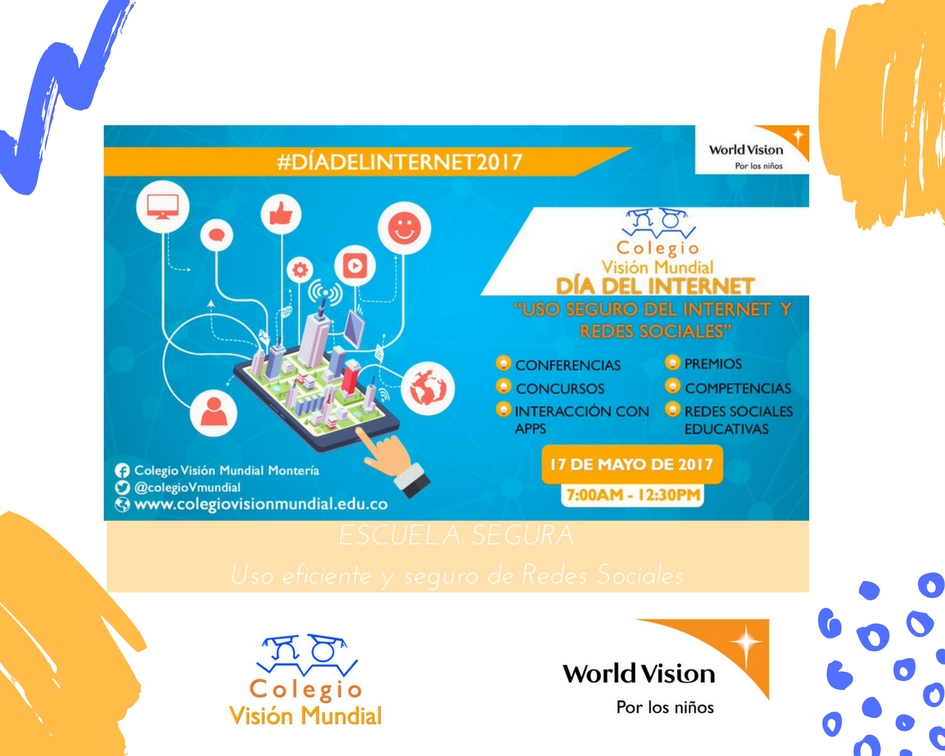 #DÍADELINTERNET2017
World Vision
Por los niños
Colegio
Visión Mundial
DÍA DEL INTERNET
"USO SEGURO DEL INTERNET Y
REDES SOCIALES"
CONFERENCIAS
CONCURSOS
INTERACCIÓN CON
APPS
PREMIOS
COMPETENCIAS
REDES SOCIALES
EDUCATIVAS
17 DE MAYO DE 2017
7:00AM - 12:30PM
Colegio Visión Mundial Montería
@colegioVmundial
www.colegiovisionmundial.edu.co
ESCUELA SEGURA
Uso eficiente y seguro de Redes Sociales
Colegio
Visión Mundial
World Vision
Por los niños